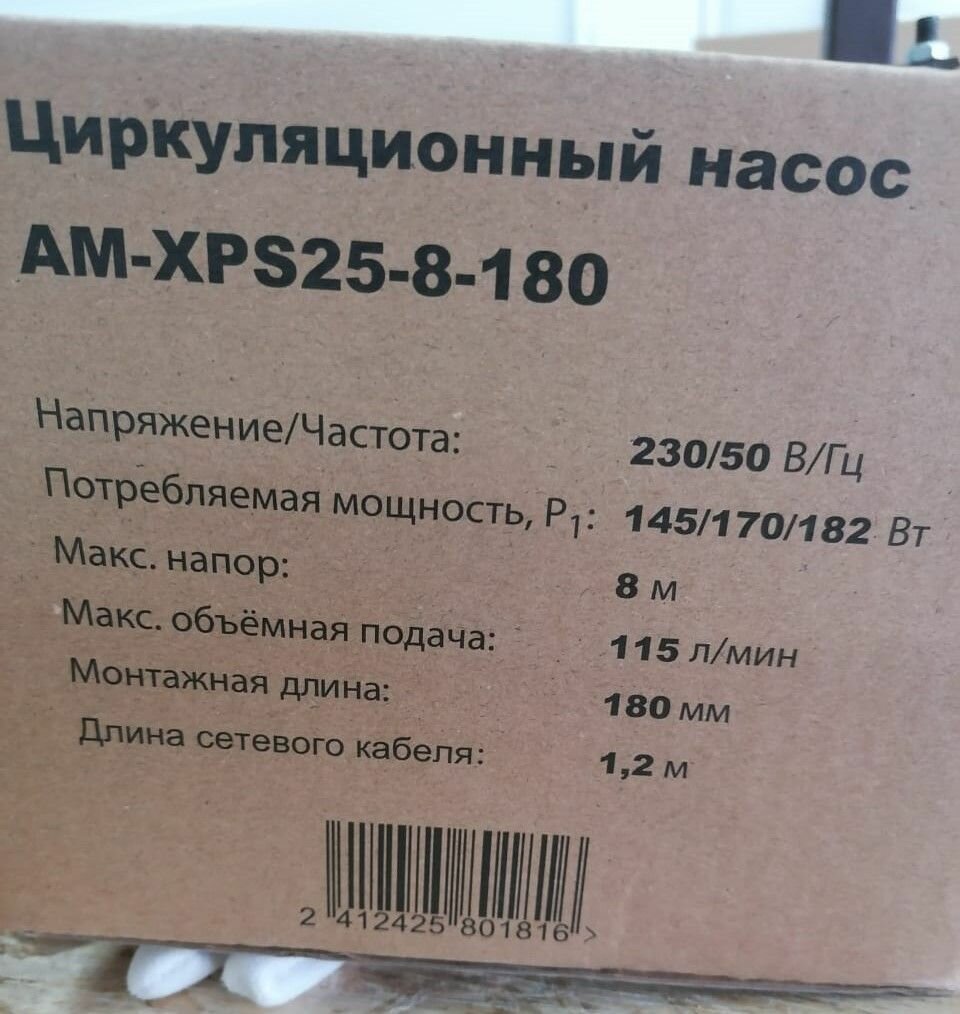 Циркуляционный насос
AM-XPS25-8-180
Напряжение/Частота: 230/50 В/Гц
Потребляемая мощность, P₁: 145/170/182 Вт
Макс. напор: 8 м
Макс. объёмная подача: 115 л/мин
Монтажная длина: 180 мм
Длина сетевого кабеля: 1,2 м
2 412425 801816 >